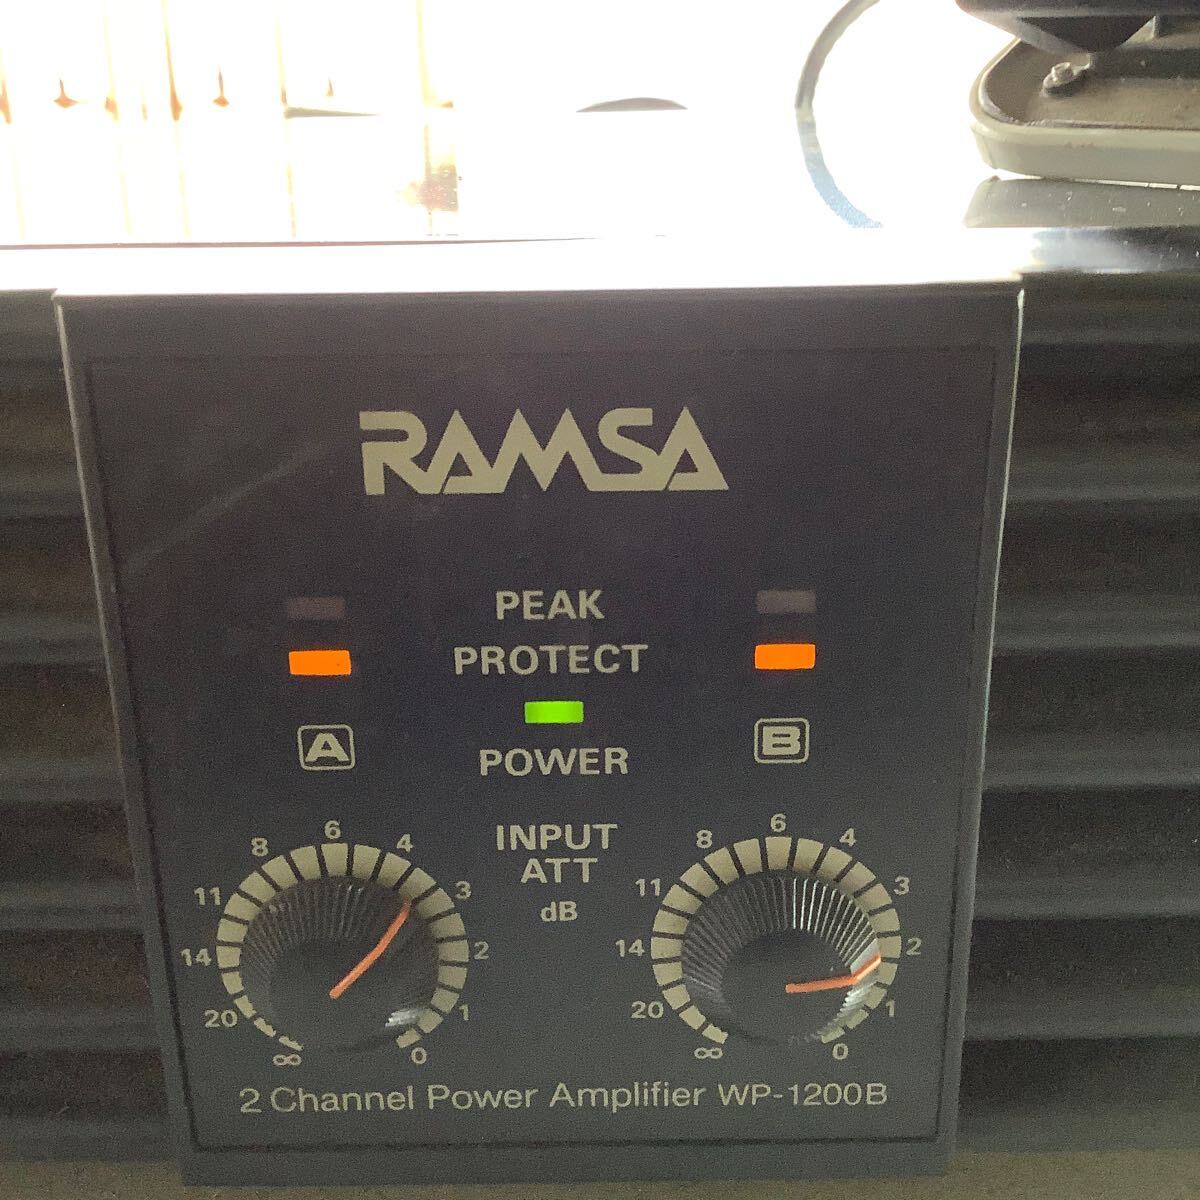 RAMSA
PEAK
PROTECT
POWER
A
B
INPUT
ATT
dB
∞ 20 14 11 8 6 4 3 2 1 0
∞ 20 14 11 8 6 4 3 2 1 0
2 Channel Power Amplifier WP-1200B